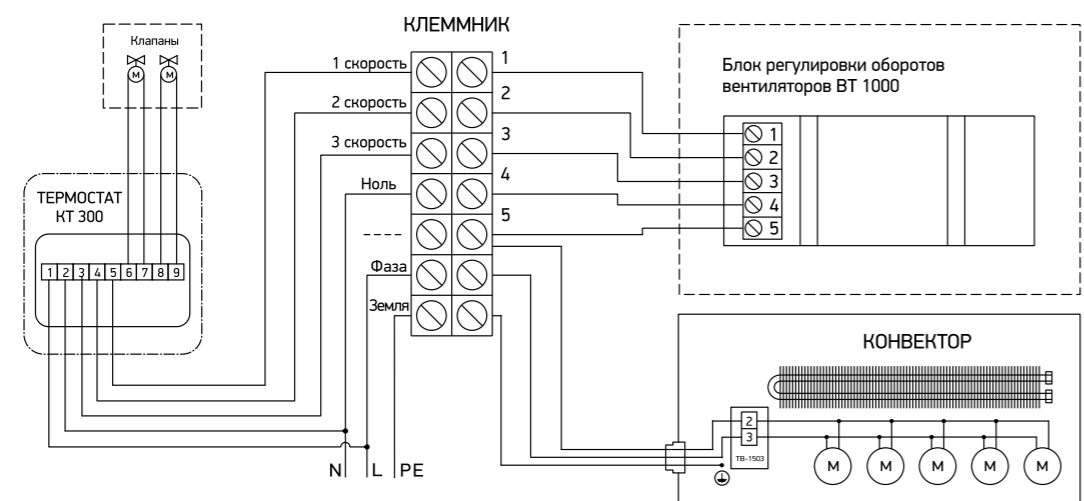 КЛЕММНИК
Клапаны
М М
ТЕРМОСТАТ
КТ 300
1 2 3 4 5 6 7 8 9
1 скорость
2 скорость
3 скорость
Ноль
----
Фаза
Земля
1
2
3
4
5
N L PE
Блок регулировки оборотов
вентиляторов ВТ 1000
1
2
3
4
5
КОНВЕКТОР
2
3
ТВ-1503
М М М М М